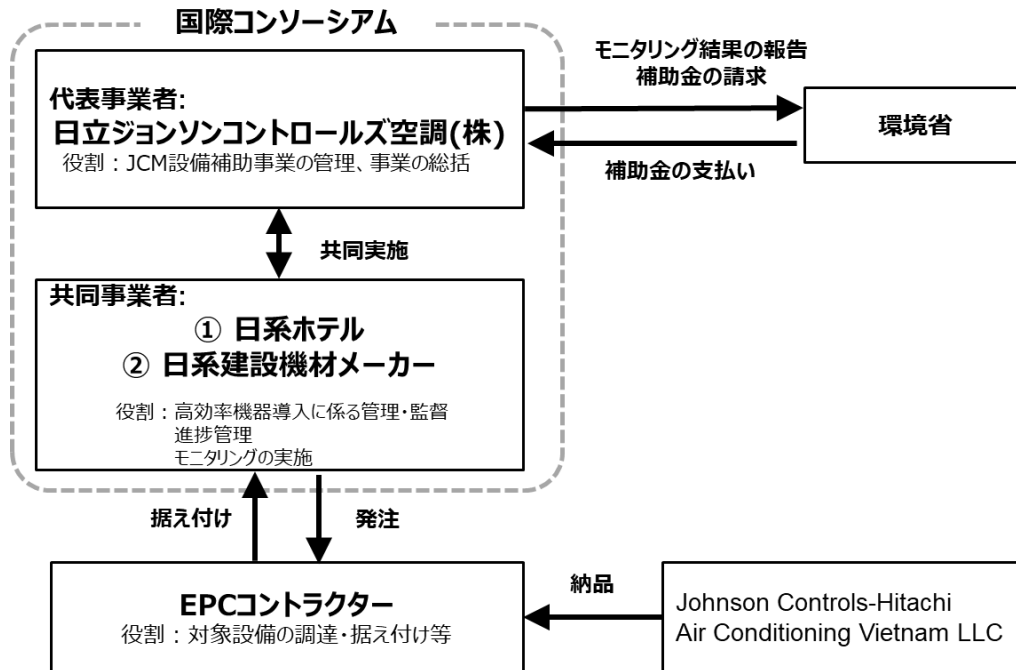 国際コンソーシアム
代表事業者:
日立ジョンソンコントロールズ空調(株)
役割：JCM設備補助事業の管理、事業の総括
モニタリング結果の報告
補助金の請求
環境省
補助金の支払い
共同実施
共同事業者:
① 日系ホテル
② 日系建設機材メーカー
役割：高効率機器導入に係る管理・監督
進捗管理
モニタリングの実施
据え付け
発注
EPCコントラクター
役割：対象設備の調達・据え付け等
納品
Johnson Controls-Hitachi
Air Conditioning Vietnam LLC